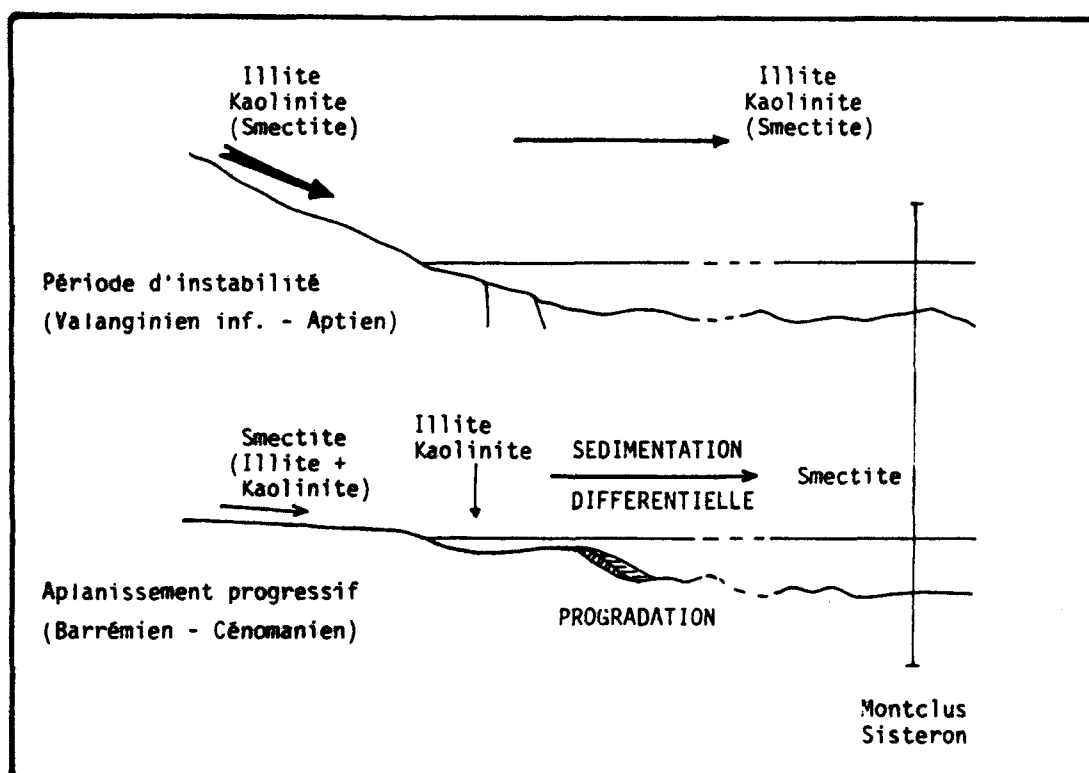 Illite
Kaolinite
(Smectite)
Illite
Kaolinite
(Smectite)
Période d'instabilité
(Valanginien inf. - Aptien)
Smectite
(Illite +
Kaolinite)
Illite
Kaolinite
SEDIMENTATION
DIFFERENTIELLE
Smectite
Aplanissement progressif
(Barrémien - Cénomanien)
PROGRADATION
Montclus
Sisteron